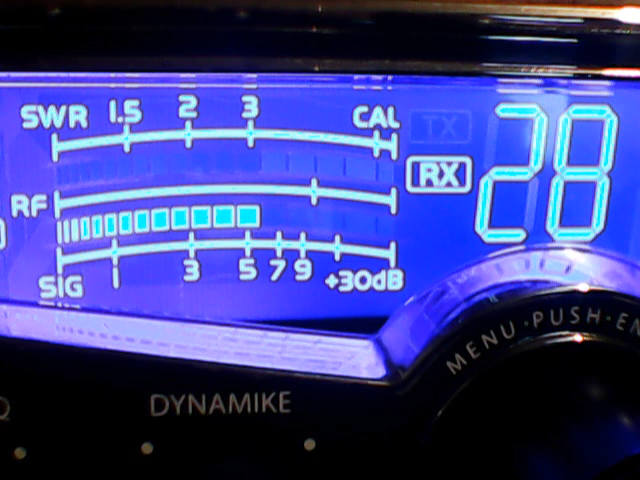 SWR 1.5 2 3 CAL
TX
RX
28
RF
1 3 5 7 9 +30dB
SIG
MENU·PUSH·EN
Q
DYNAMIKE